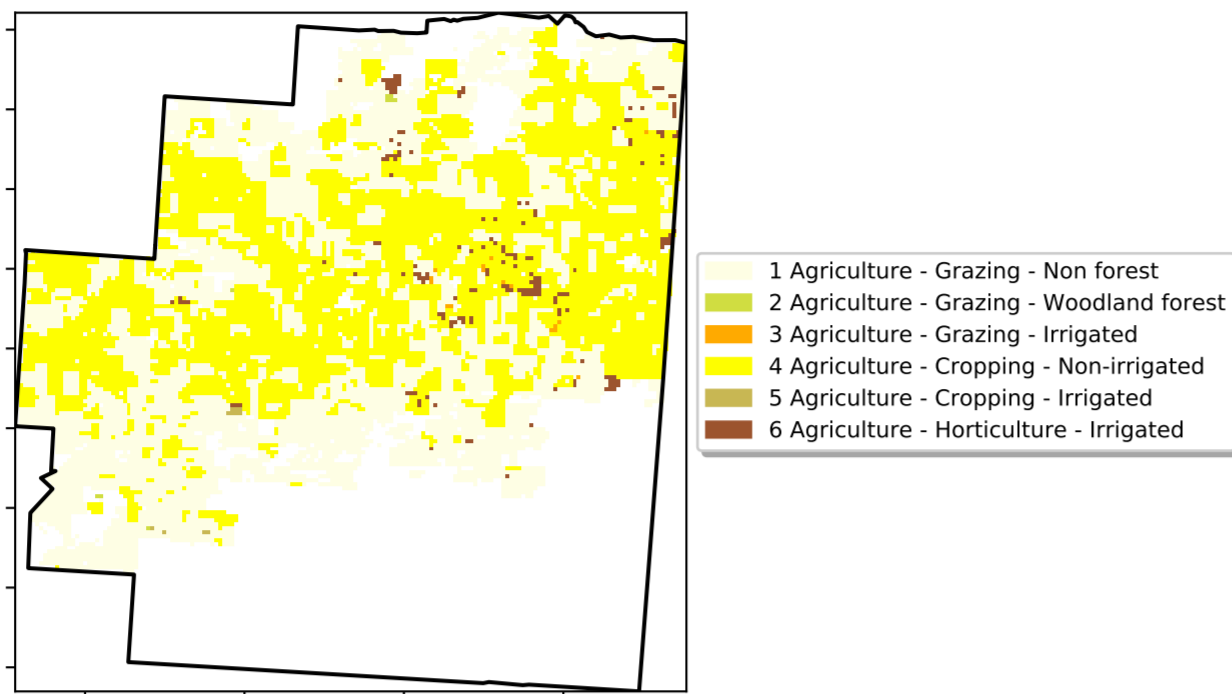 1 Agriculture - Grazing - Non forest
2 Agriculture - Grazing - Woodland forest
3 Agriculture - Grazing - Irrigated
4 Agriculture - Cropping - Non-irrigated
5 Agriculture - Cropping - Irrigated
6 Agriculture - Horticulture - Irrigated